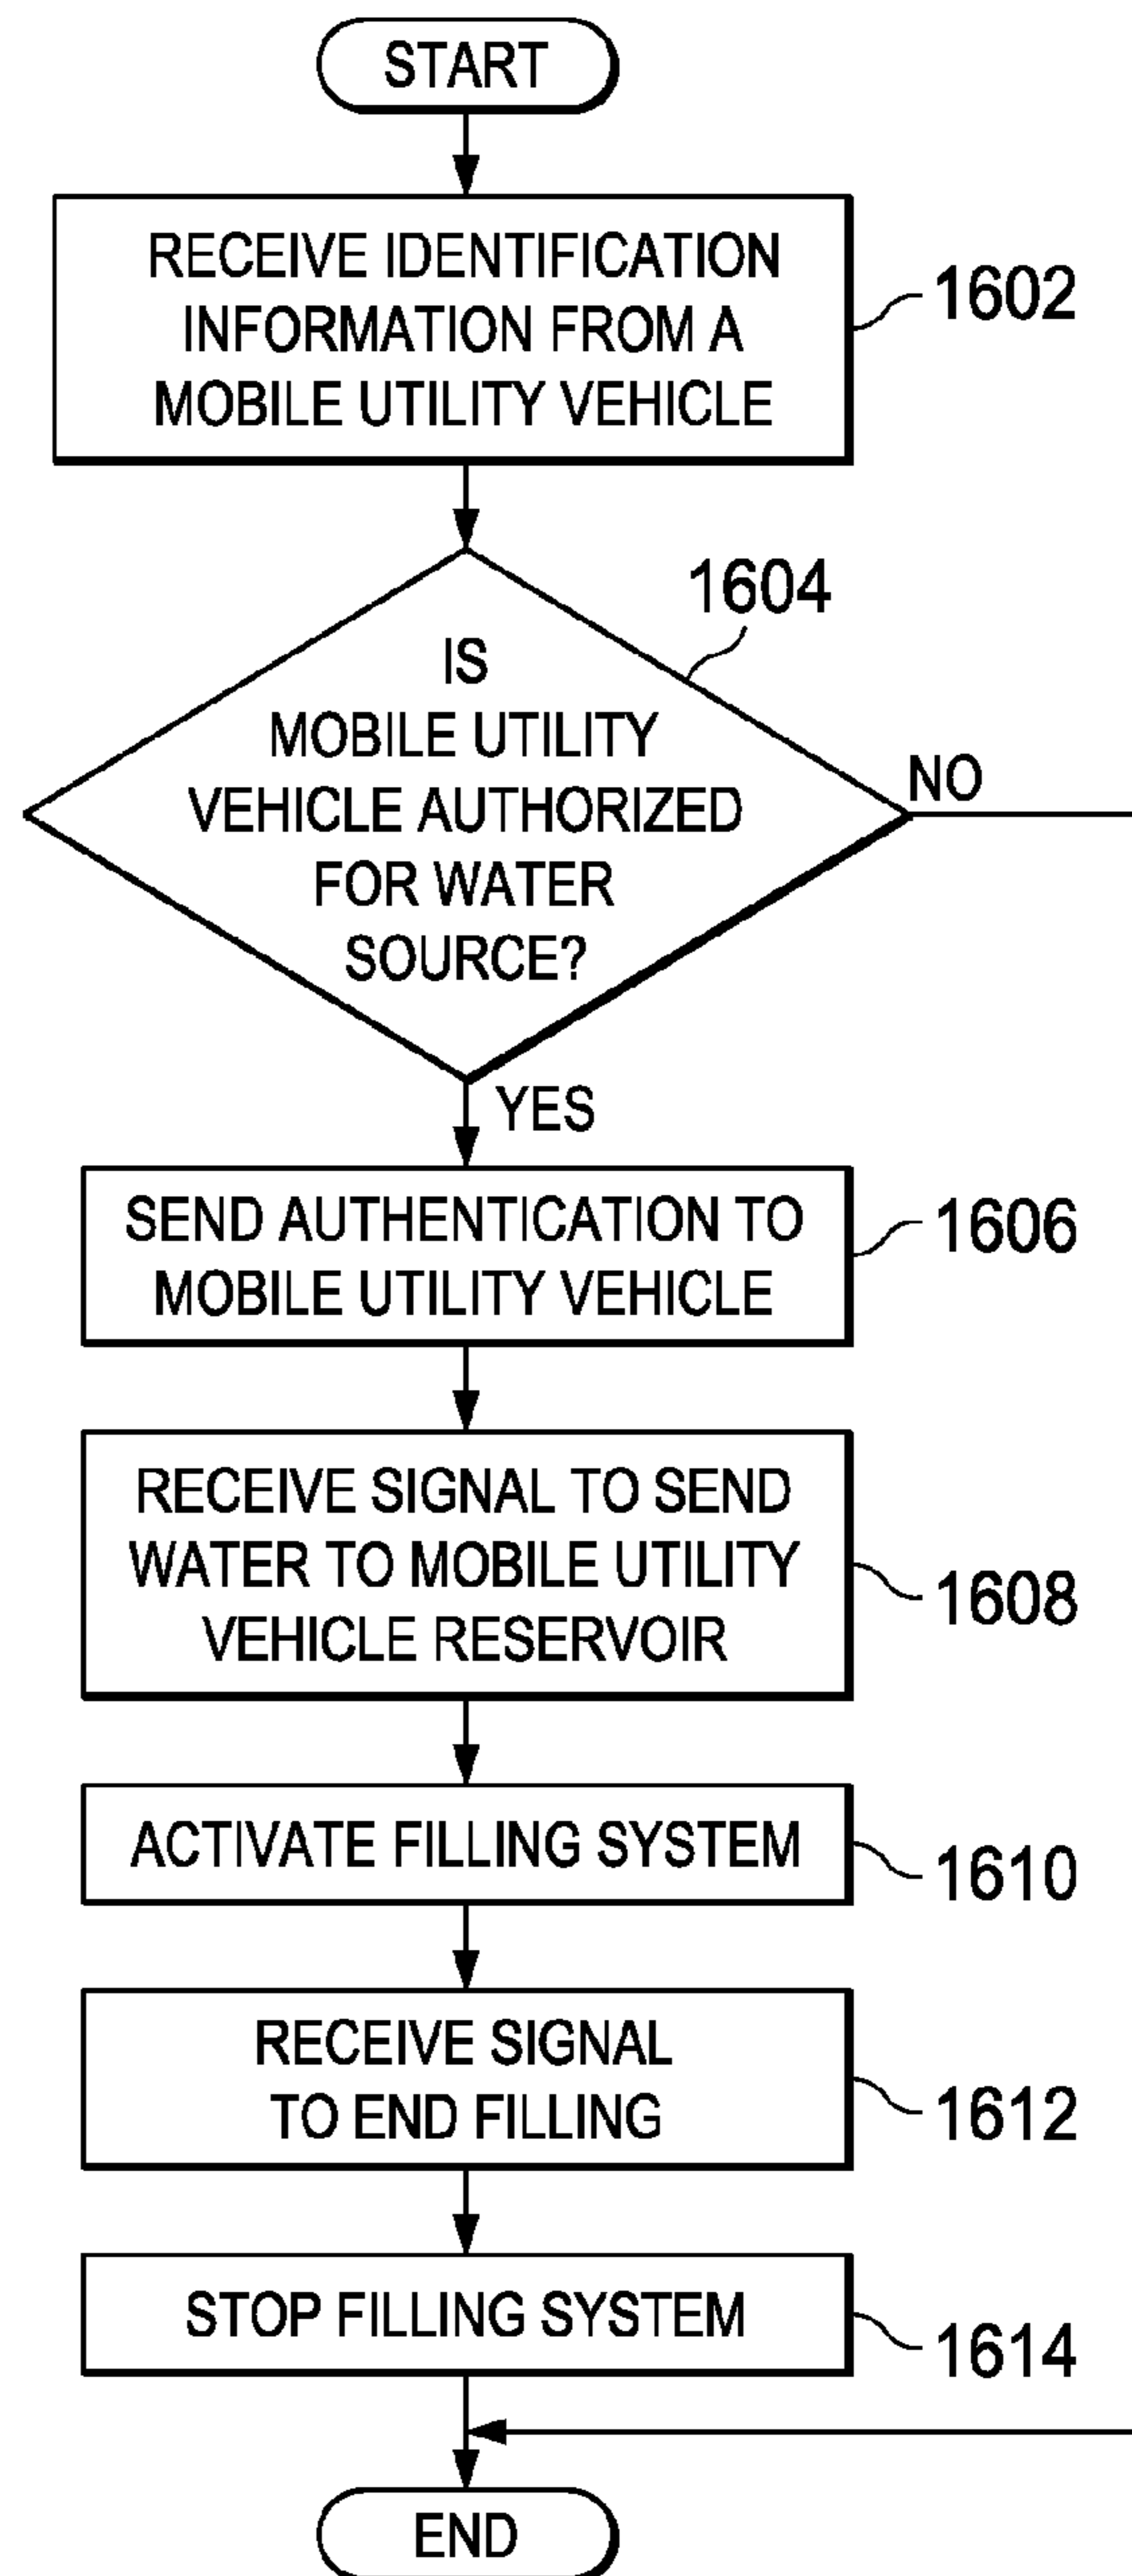 START
RECEIVE IDENTIFICATION
INFORMATION FROM A
MOBILE UTILITY VEHICLE
1602
1604
IS
MOBILE UTILITY
VEHICLE AUTHORIZED
FOR WATER
SOURCE?
NO
YES
SEND AUTHENTICATION TO
MOBILE UTILITY VEHICLE
1606
RECEIVE SIGNAL TO SEND
WATER TO MOBILE UTILITY
VEHICLE RESERVOIR
1608
ACTIVATE FILLING SYSTEM
1610
RECEIVE SIGNAL
TO END FILLING
1612
STOP FILLING SYSTEM
1614
END